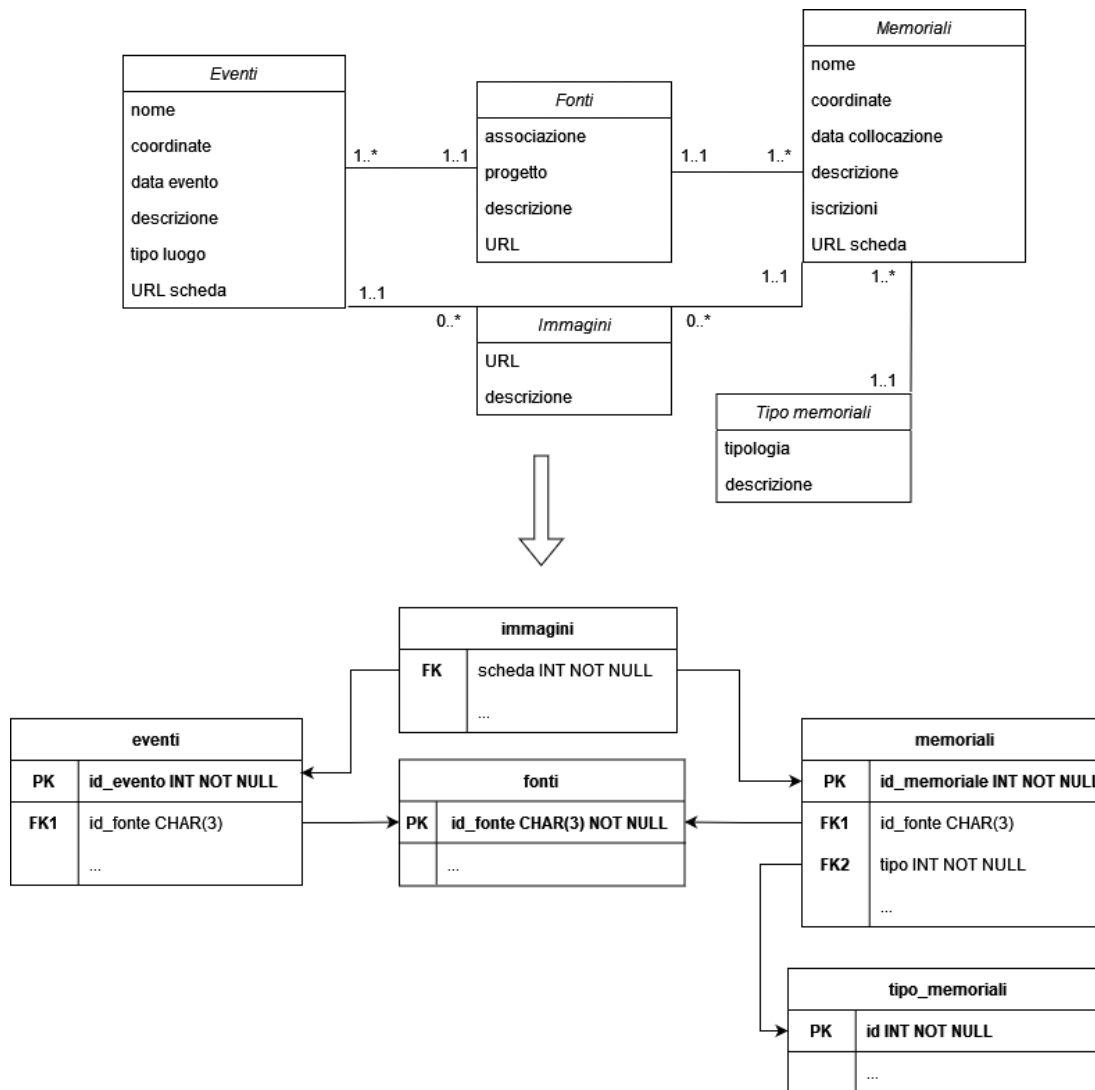 Eventi
nome
coordinate
data evento
descrizione
tipo luogo
URL scheda
1..*
1..1
Fonti
associazione
progetto
descrizione
URL
1..1
1..*
Memoriali
nome
coordinate
data collocazione
descrizione
iscrizioni
URL scheda
1..1
0..*
Immagini
URL
descrizione
0..*
1..1
1..*
1..1
Tipo memoriali
tipologia
descrizione
immagini
FK scheda INT NOT NULL
...
eventi
PK id_evento INT NOT NULL
FK1 id_fonte CHAR(3)
...
fonti
PK id_fonte CHAR(3) NOT NULL
...
memoriali
PK id_memoriale INT NOT NULL
FK1 id_fonte CHAR(3)
FK2 tipo INT NOT NULL
...
tipo_memoriali
PK id INT NOT NULL
...